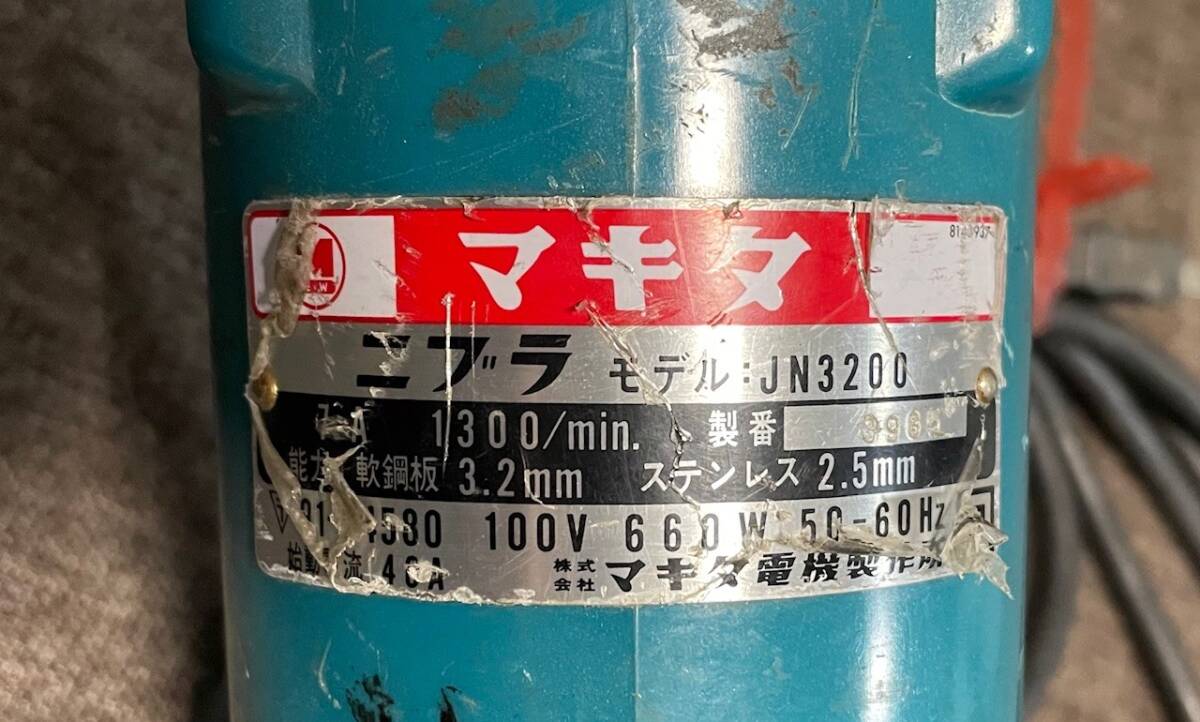 マキタ
ニブラ モデル:JN3200
1300/min. 製番
能力 軟鋼板 3.2mm ステンレス 2.5mm
100V 660W 50-60Hz
株式会社 マキタ電機製作所